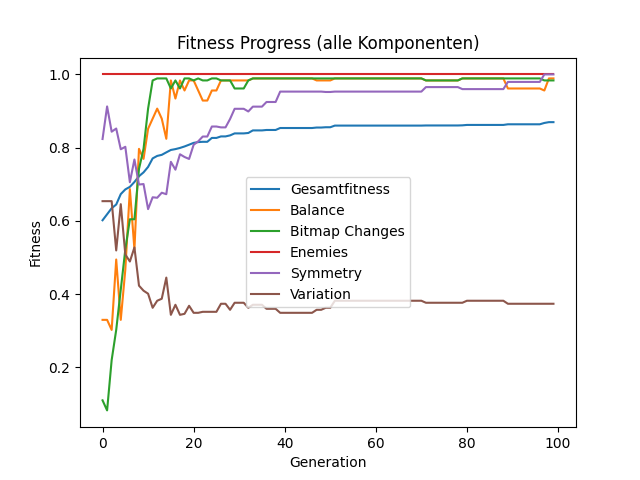 Fitness Progress (alle Komponenten)
1.0
0.8
0.6
0.4
0.2
Fitness
Gesamtfitness
Balance
Bitmap Changes
Enemies
Symmetry
Variation
0 20 40 60 80 100
Generation